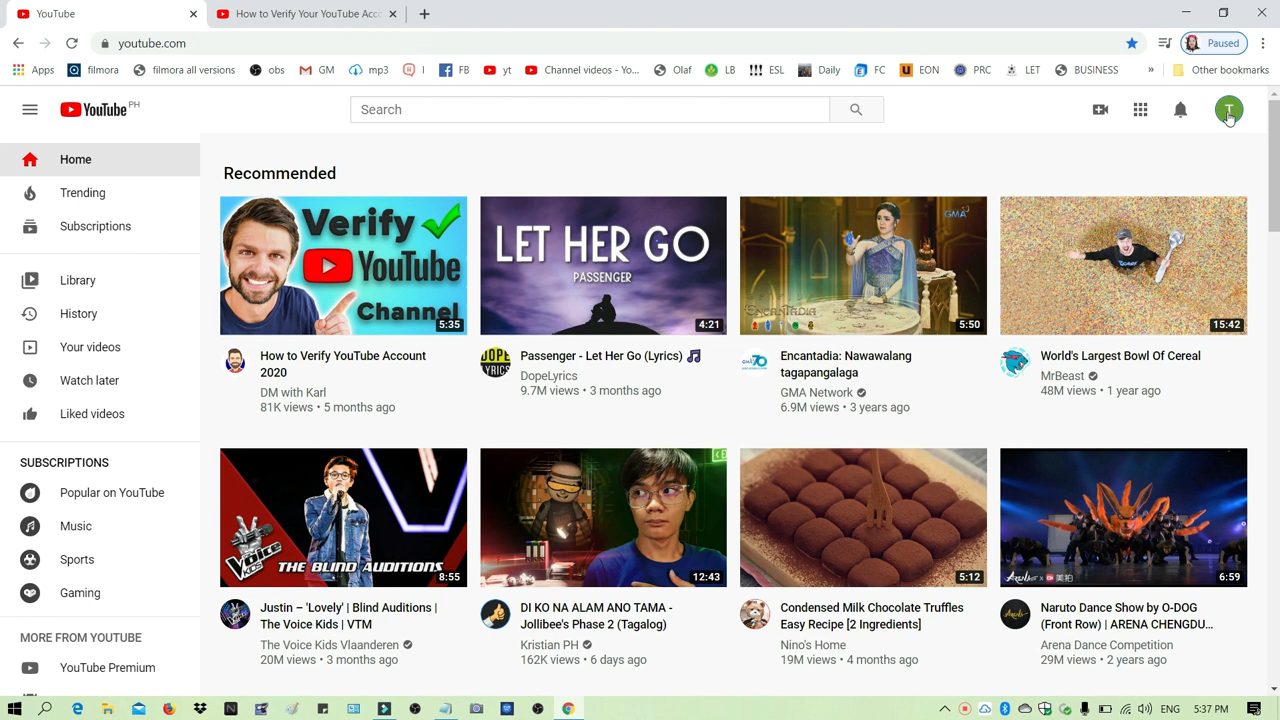 YouTube
How to Verify Your YouTube Acco
youtube.com
Paused
Apps
filmora
filmora all versions
obs
GM
mp3
I
FB
yt
Channel videos - Yo...
Olaf
LB
ESL
Daily
FC
EON
PRC
LET
BUSINESS
»
Other bookmarks
YouTube PH
Search
T
Home
Trending
Subscriptions
Library
History
Your videos
Watch later
Liked videos
SUBSCRIPTIONS
Popular on YouTube
Music
Sports
Gaming
MORE FROM YOUTUBE
YouTube Premium
Recommended
Verify
YouTube
Channel
5:35
How to Verify YouTube Account
2020
DM with Karl
81K views • 5 months ago
LET HER GO
PASSENGER
4:21
DOPE
LYRICS
Passenger - Let Her Go (Lyrics)
DopeLyrics
9.7M views • 3 months ago
GMA
ENCANTADIA
5:50
Encantadia: Nawawalang
tagapangalaga
GMA Network
6.9M views • 3 years ago
15:42
World's Largest Bowl Of Cereal
MrBeast
48M views • 1 year ago
The Voice KIDS
THE BLIND AUDITIONS
8:55
Justin – 'Lovely' | Blind Auditions |
The Voice Kids | VTM
The Voice Kids Vlaanderen
20M views • 3 months ago
12:43
DI KO NA ALAM ANO TAMA -
Jollibee's Phase 2 (Tagalog)
Kristian PH
162K views • 6 days ago
5:12
Condensed Milk Chocolate Truffles
Easy Recipe [2 Ingredients]
Nino's Home
19M views • 4 months ago
6:59
Naruto Dance Show by O-DOG
(Front Row) | ARENA CHENGDU...
Arena Dance Competition
29M views • 2 years ago
ENG
5:37 PM